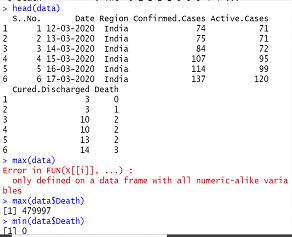 > head(data)
S..No. Date Region Confirmed.Cases Active.Cases
1 1 12-03-2020 India 74 71
2 2 13-03-2020 India 75 71
3 3 14-03-2020 India 84 72
4 4 15-03-2020 India 107 95
5 5 16-03-2020 India 114 99
6 6 17-03-2020 India 137 120
Cured.Discharged Death
1 3 0
2 3 1
3 10 2
4 10 2
5 13 2
6 14 3
> max(data)
Error in FUN(X[[i]], ...) :
only defined on a data frame with all numeric-alike varia
bles
> max(data$Death)
[1] 479997
> min(data$Death)
[1] 0